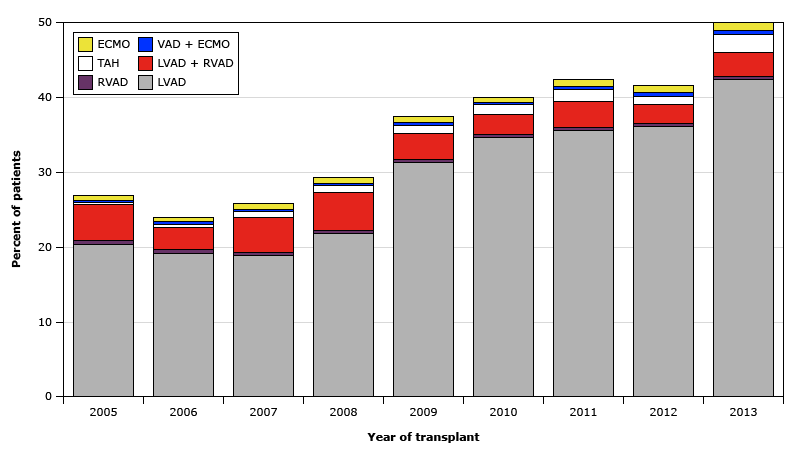 50
ECMO VAD + ECMO
TAH LVAD + RVAD
RVAD LVAD
40
30
20
10
0
Percent of patients
2005 2006 2007 2008 2009 2010 2011 2012 2013
Year of transplant